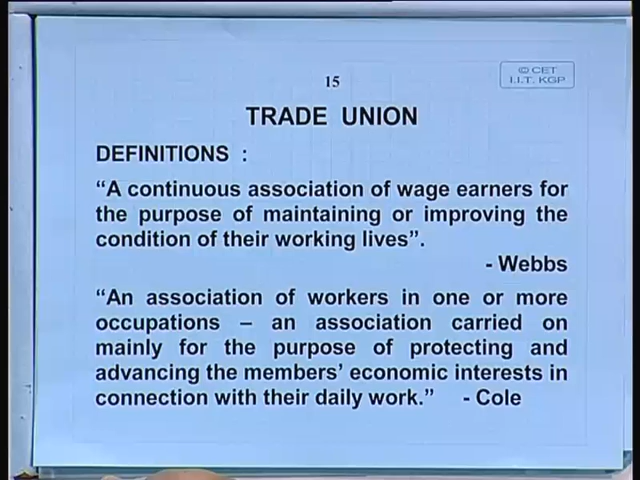 15
© CET
I.I.T. KGP
TRADE UNION
DEFINITIONS :
“A continuous association of wage earners for
the purpose of maintaining or improving the
condition of their working lives”.
- Webbs
“An association of workers in one or more
occupations – an association carried on
mainly for the purpose of protecting and
advancing the members’ economic interests in
connection with their daily work.” - Cole